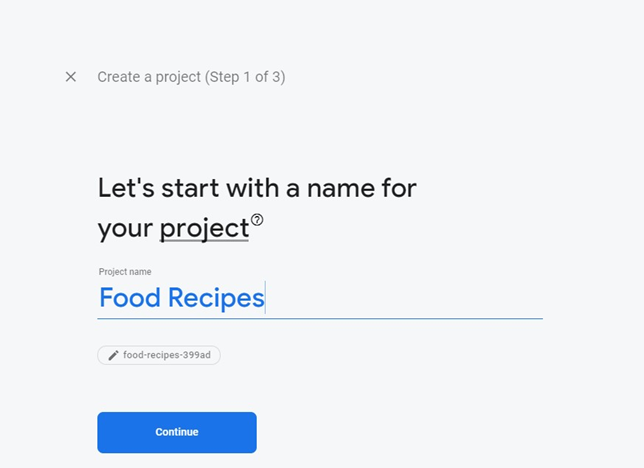 Create a project (Step 1 of 3)
Let's start with a name for
your project
Project name
Food Recipes
food-recipes-399ad
Continue